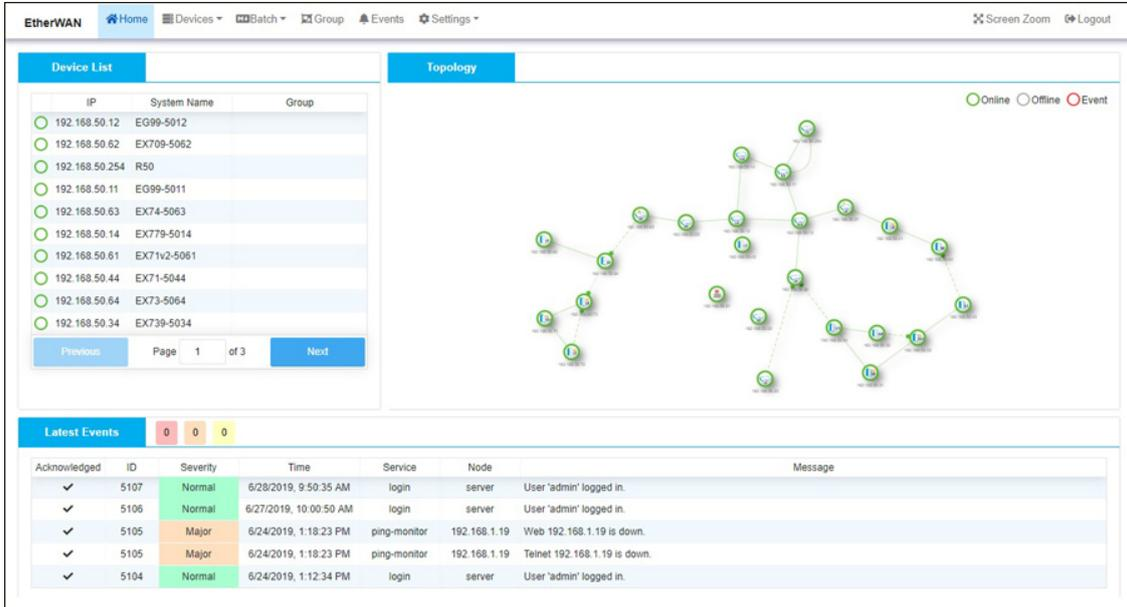 EtherWAN Home Devices Batch Group Events Settings Screen Zoom Logout
Device List
IP System Name Group
192.168.50.12 EG99-5012
192.168.50.62 EX709-5062
192.168.50.254 R50
192.168.50.11 EG99-5011
192.168.50.63 EX74-5063
192.168.50.14 EX779-5014
192.168.50.61 EX71v2-5061
192.168.50.44 EX71-5044
192.168.50.64 EX73-5064
192.168.50.34 EX739-5034
Previous Page 1 of 3 Next
Topology
Online Offline Event
Latest Events 0 0 0
Acknowledged ID Severity Time Service Node Message
5107 Normal 6/28/2019, 9:50:35 AM login server User 'admin' logged in.
5106 Normal 6/27/2019, 10:00:50 AM login server User 'admin' logged in.
5105 Major 6/24/2019, 1:18:23 PM ping-monitor 192.168.1.19 Web 192.168.1.19 is down.
5105 Major 6/24/2019, 1:18:23 PM ping-monitor 192.168.1.19 Telnet 192.168.1.19 is down.
5104 Normal 6/24/2019, 1:12:34 PM login server User 'admin' logged in.